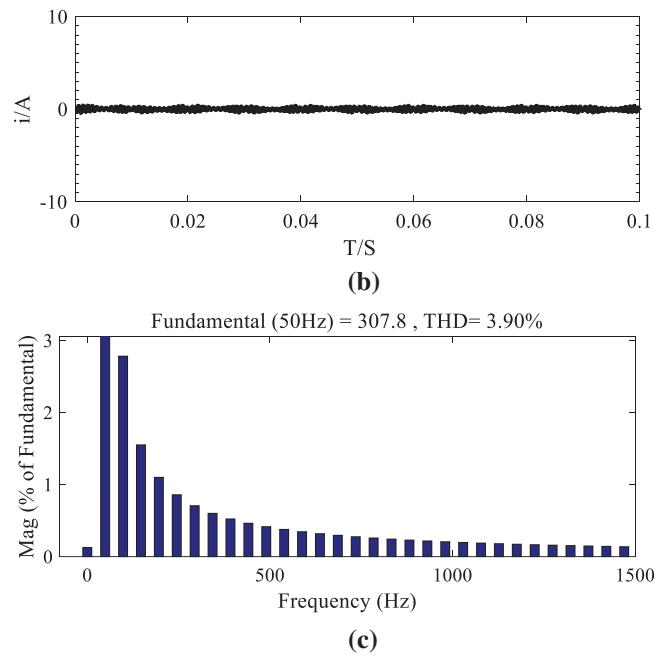 10
0
-10
i/A
0
0.02
0.04
0.06
0.08
0.1
T/S
(b)
Fundamental (50Hz) = 307.8 , THD= 3.90%
3
2
1
0
Mag (% of Fundamental)
0
500
1000
1500
Frequency (Hz)
(c)